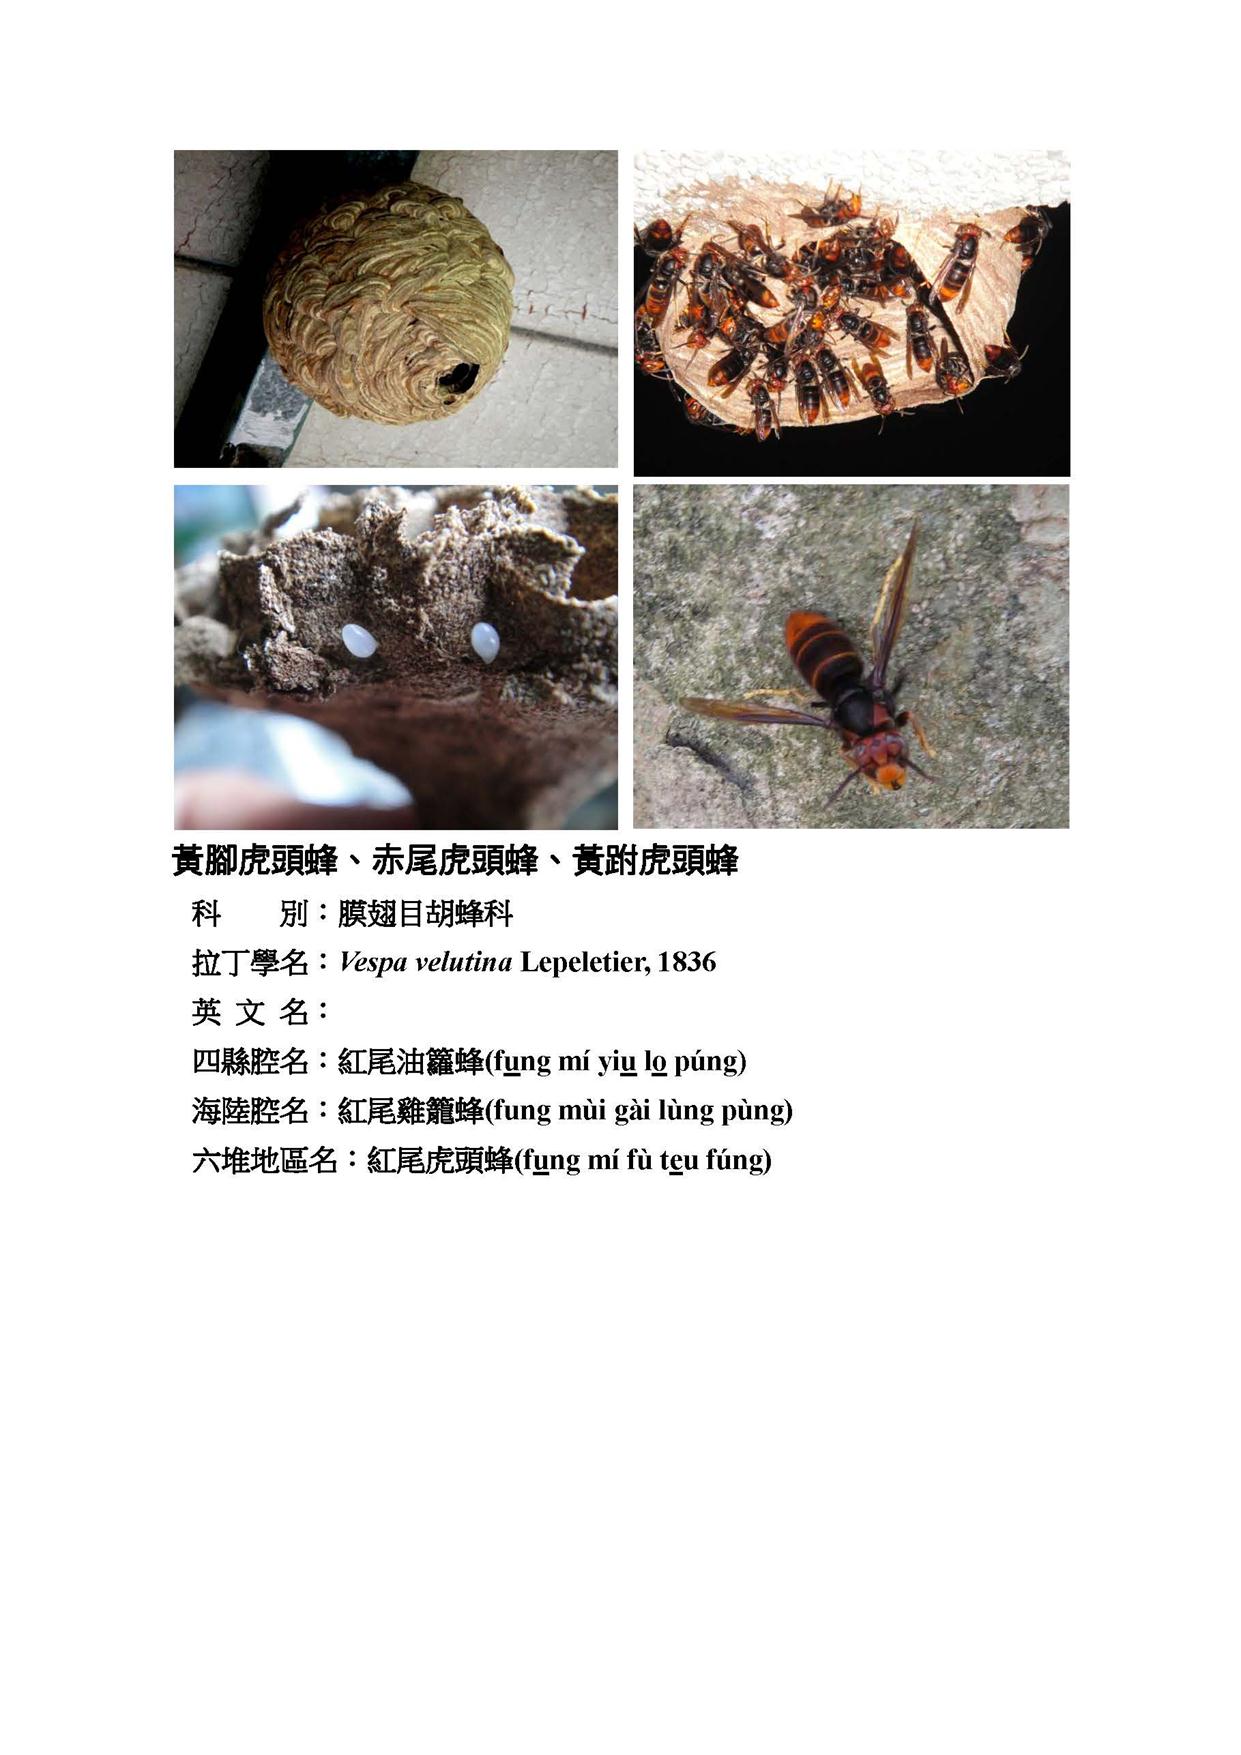 黃腳虎頭蜂、赤尾虎頭蜂、黃跗虎頭蜂
科　　別：膜翅目胡蜂科
拉丁學名：Vespa velutina Lepeletier, 1836
英 文 名：
四縣腔名：紅尾油籮蜂(fung mí yiu lo púng)
海陸腔名：紅尾雞籠蜂(fung mùi gài lùng pùng)
六堆地區名：紅尾虎頭蜂(fung mí fù teu fúng)